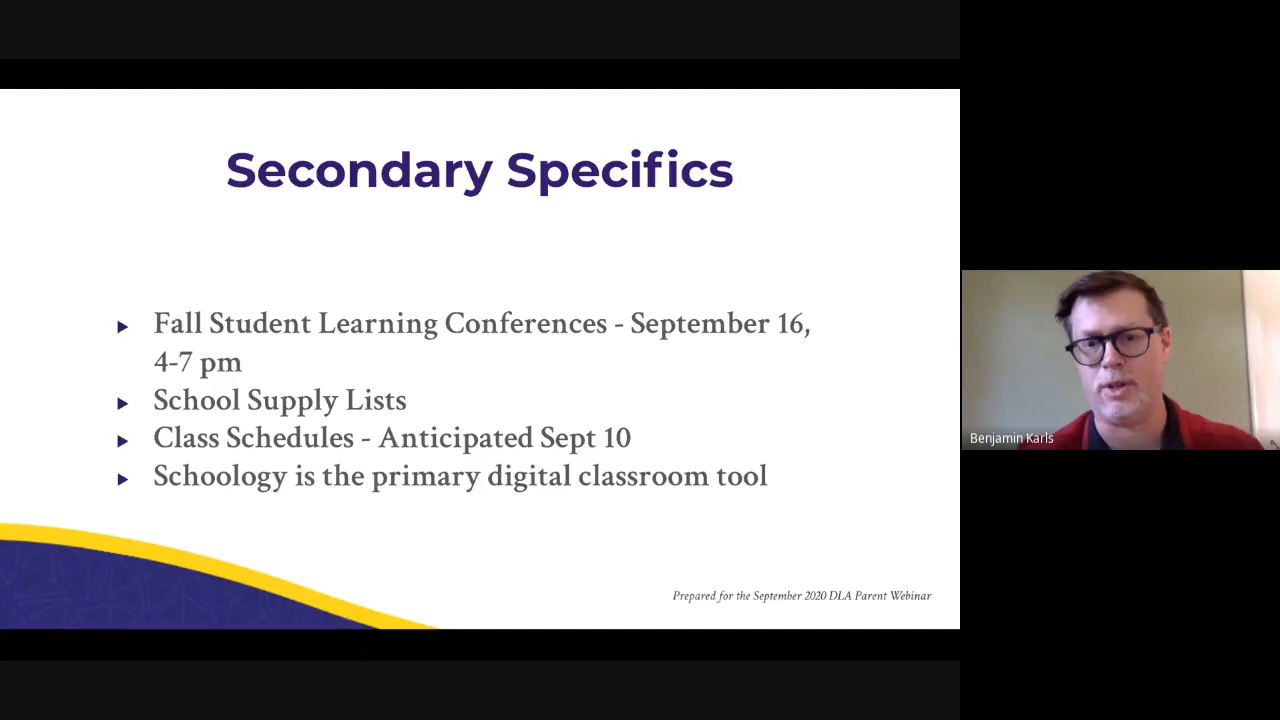 Secondary Specifics
Fall Student Learning Conferences - September 16,
4-7 pm
School Supply Lists
Class Schedules - Anticipated Sept 10
Schoology is the primary digital classroom tool
Prepared for the September 2020 DLA Parent Webinar
Benjamin Karls